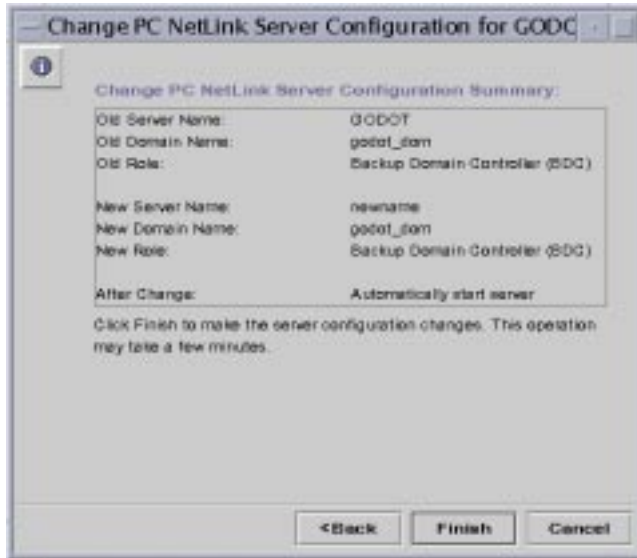 Change PC NetLink Server Configuration for GODC
Change PC NetLink Server Configuration Summary:
Old Server Name: GODOT
Old Domain Name: godot_dom
Old Role: Backup Domain Controller (BDC)
New Server Name: newname
New Domain Name: godot_dom
New Role: Backup Domain Controller (BDC)
After Change: Automatically start server
Click Finish to make the server configuration changes. This operation
may take a few minutes.
<Back Finish Cancel